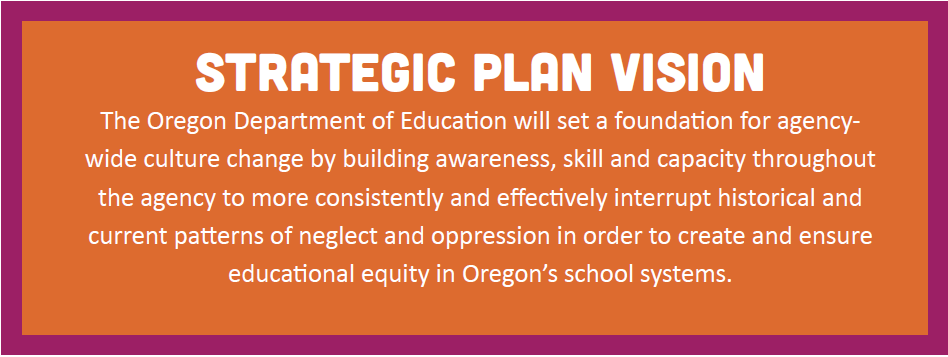 STRATEGIC PLAN VISION
The Oregon Department of Education will set a foundation for agency-
wide culture change by building awareness, skill and capacity throughout
the agency to more consistently and effectively interrupt historical and
current patterns of neglect and oppression in order to create and ensure
educational equity in Oregon’s school systems.